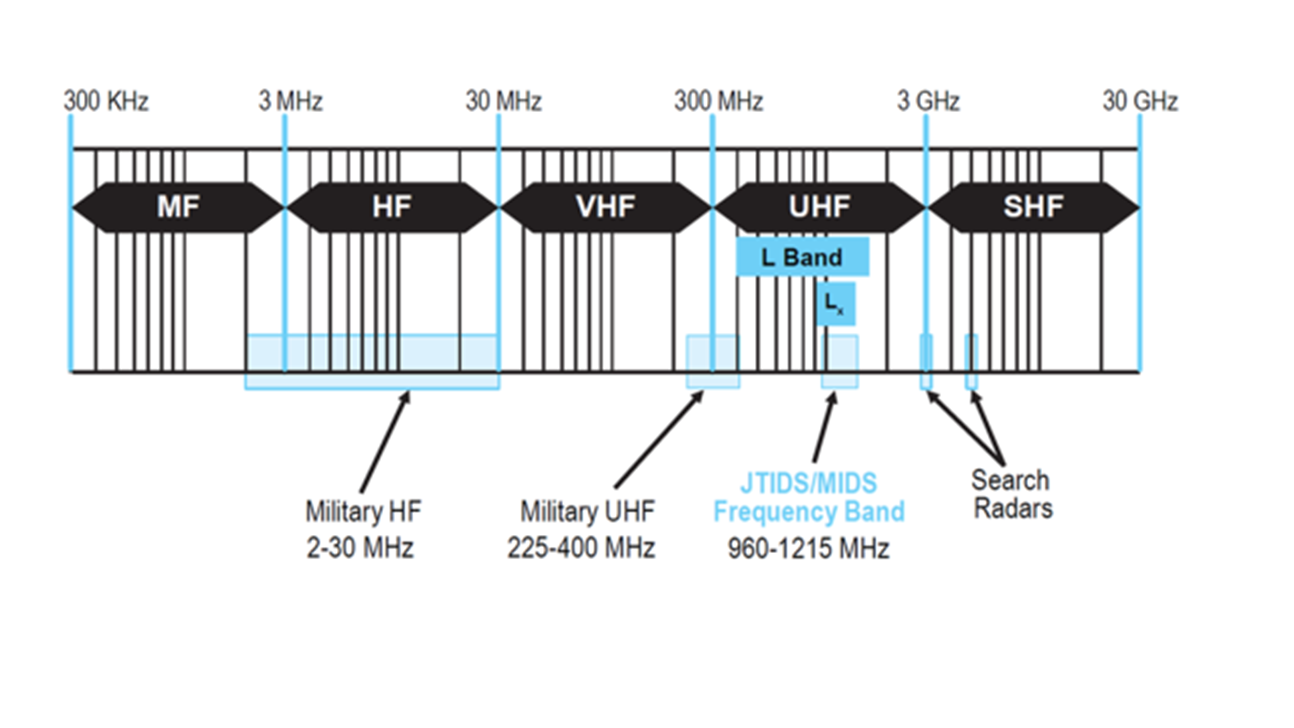 300 KHz
3 MHz
30 MHz
300 MHz
3 GHz
30 GHz
MF
HF
VHF
UHF
SHF
L Band
Lx
Military HF
2-30 MHz
Military UHF
225-400 MHz
JTIDS/MIDS
Frequency Band
960-1215 MHz
Search
Radars